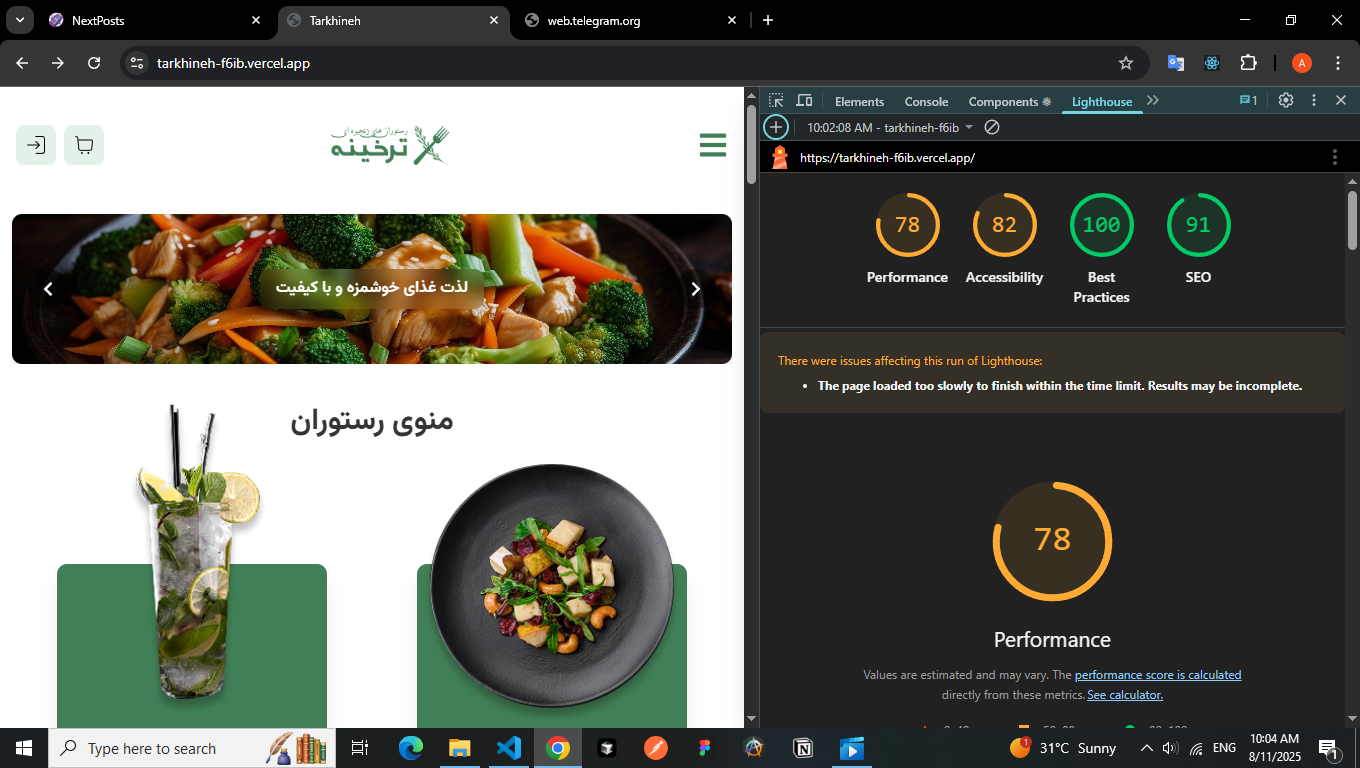 NextPosts
Tarkhineh
web.telegram.org
tarkhineh-f6ib.vercel.app
A
رستوران های زنجیره ای
ترخینه
لذت غذای خوشمزه و با کیفیت
منوی رستوران
Elements Console Components Lighthouse 1
10:02:08 AM - tarkhineh-f6ib
https://tarkhineh-f6ib.vercel.app/
78 82 100 91
Performance Accessibility Best Practices SEO
There were issues affecting this run of Lighthouse:
• The page loaded too slowly to finish within the time limit. Results may be incomplete.
78
Performance
Values are estimated and may vary. The performance score is calculated
directly from these metrics. See calculator.
Type here to search
1 31°C Sunny ENG 10:04 AM
8/11/2025 1